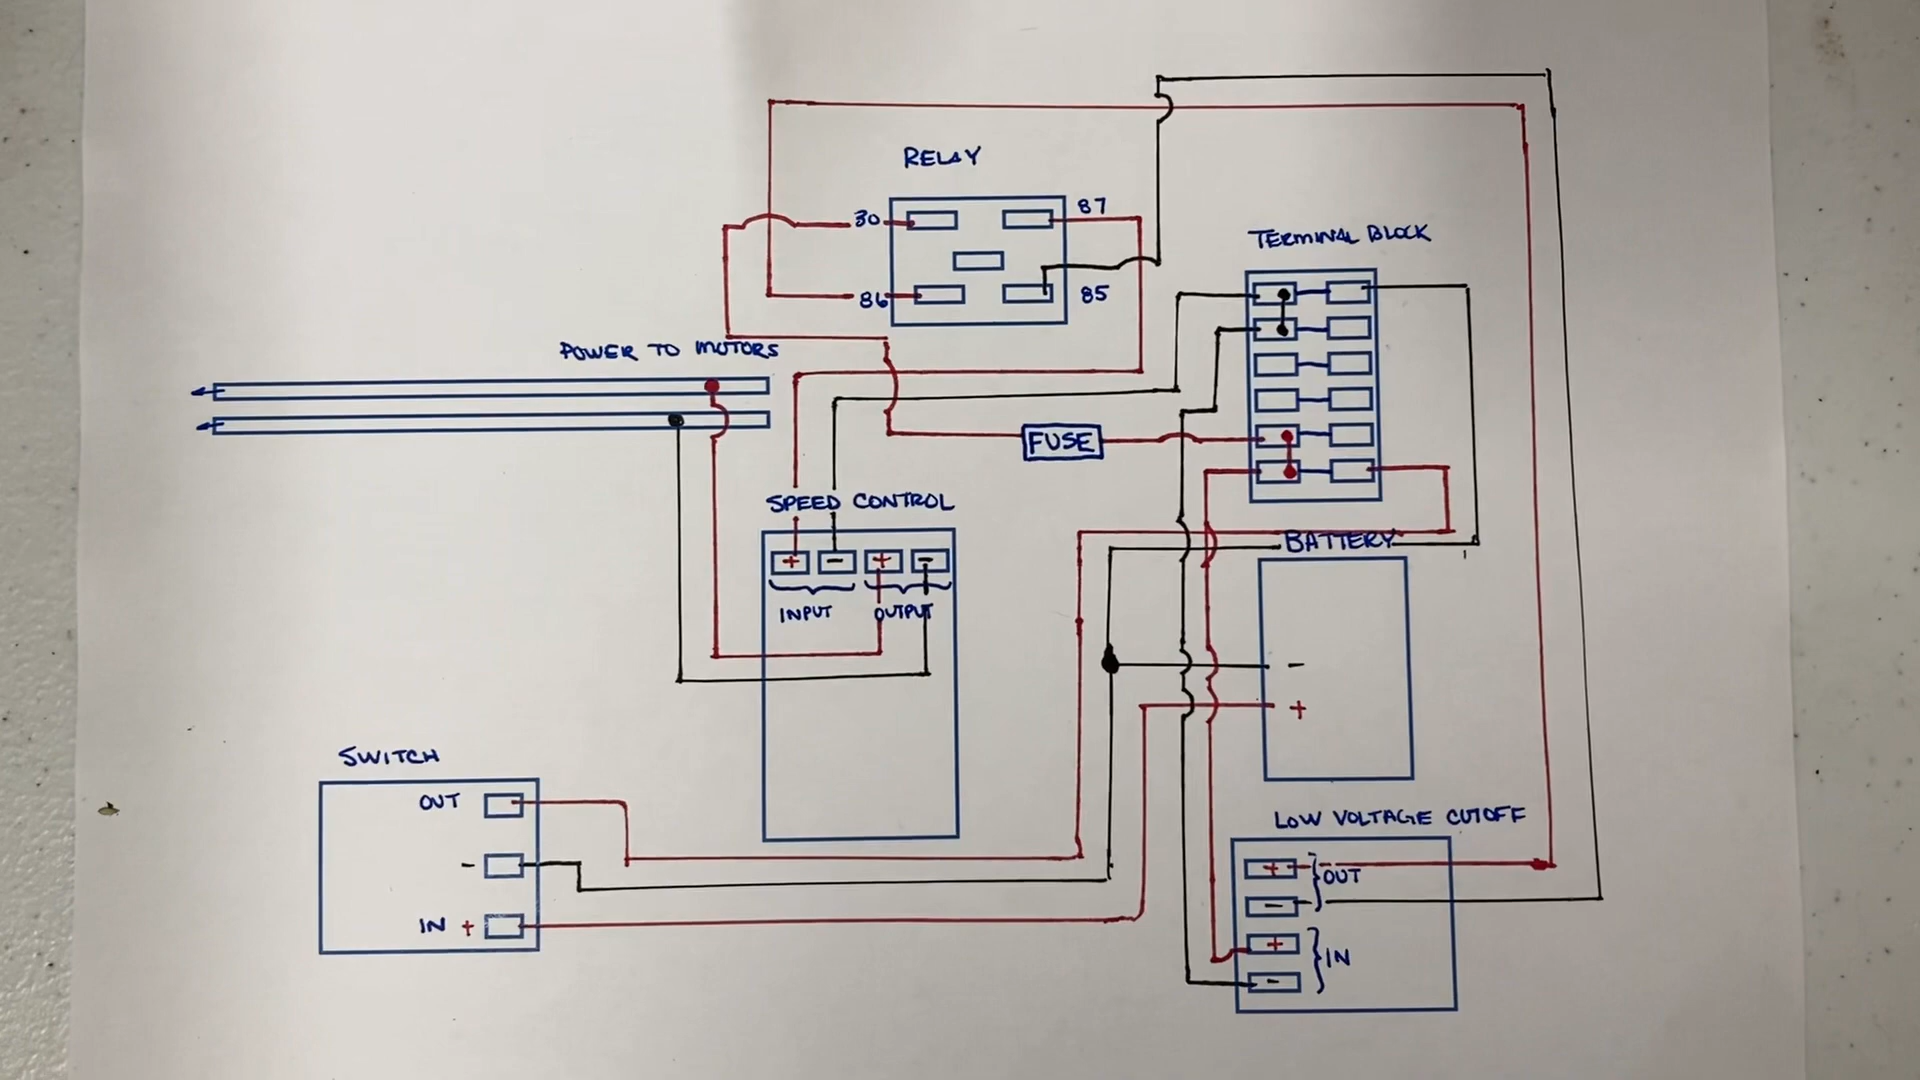 RELAY
30
87
86
85
TERMINAL BLOCK
POWER TO MOTORS
FUSE
SPEED CONTROL
+ - + -
INPUT OUTPUT
BATTERY
-
+
SWITCH
OUT
-
IN +
LOW VOLTAGE CUTOFF
+
OUT
-
+
IN
-